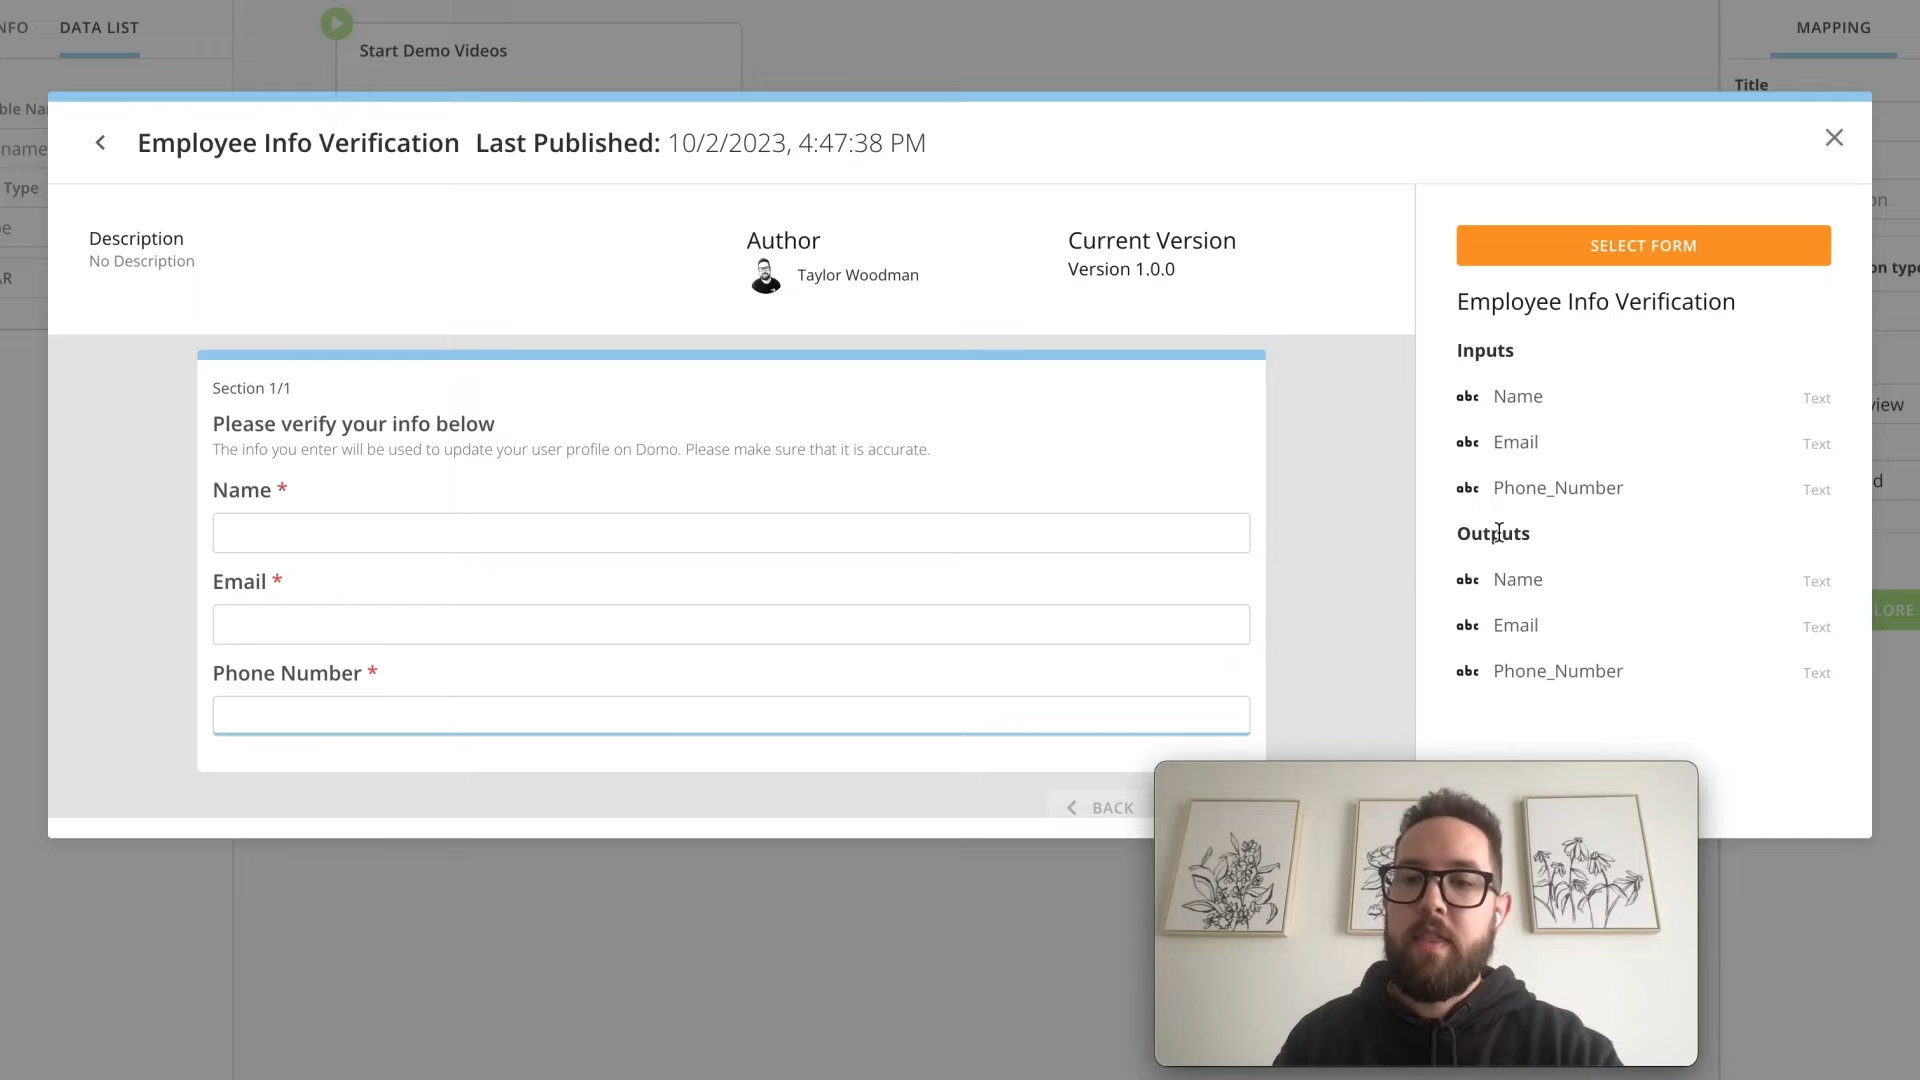 NFO DATA LIST
Start Demo Videos
MAPPING
Title
ble Na
name
Type
e
AR
on
on type
view
d
LORE
Employee Info Verification Last Published: 10/2/2023, 4:47:38 PM
Description
No Description
Author
Taylor Woodman
Current Version
Version 1.0.0
SELECT FORM
Employee Info Verification
Inputs
abc Name Text
abc Email Text
abc Phone_Number Text
Outputs
abc Name Text
abc Email Text
abc Phone_Number Text
Section 1/1
Please verify your info below
The info you enter will be used to update your user profile on Domo. Please make sure that it is accurate.
Name *
Email *
Phone Number *
BACK